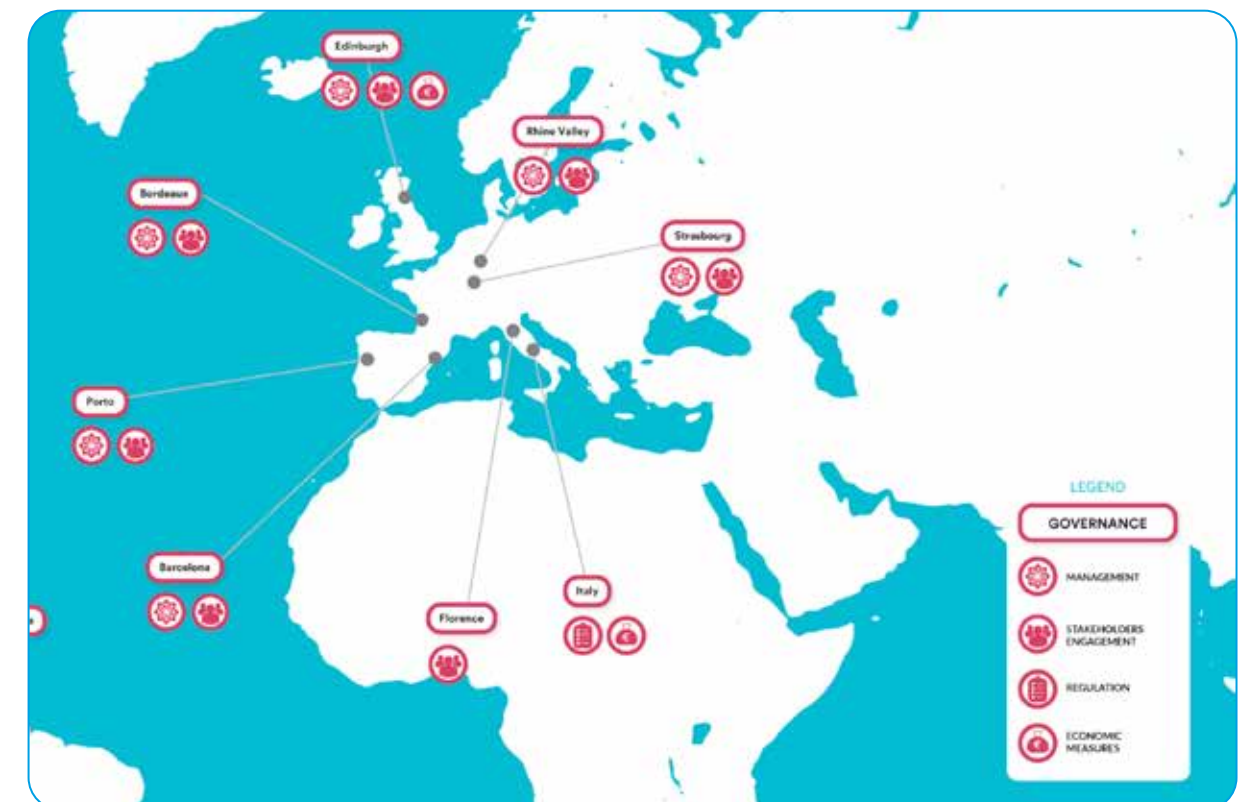 Edinburgh
Rhine Valley
Bordeaux
Strasbourg
Porto
LEGEND
GOVERNANCE
Barcelona
MANAGEMENT
Italy
Florence
STAKEHOLDERS
ENGAGEMENT
REGULATION
ECONOMIC
MEASURES